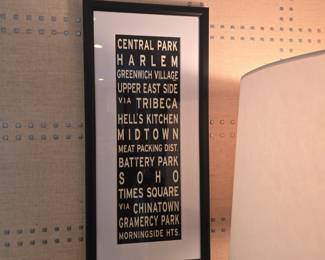 CENTRAL PARK
HARLEM
GREENWICH VILLAGE
UPPER EAST SIDE
VIA TRIBECA
HELL'S KITCHEN
MIDTOWN
MEAT PACKING DIST.
BATTERY PARK
SOHO
TIMES SQUARE
VIA CHINATOWN
GRAMERCY PARK
MORNINGSIDE HTS.